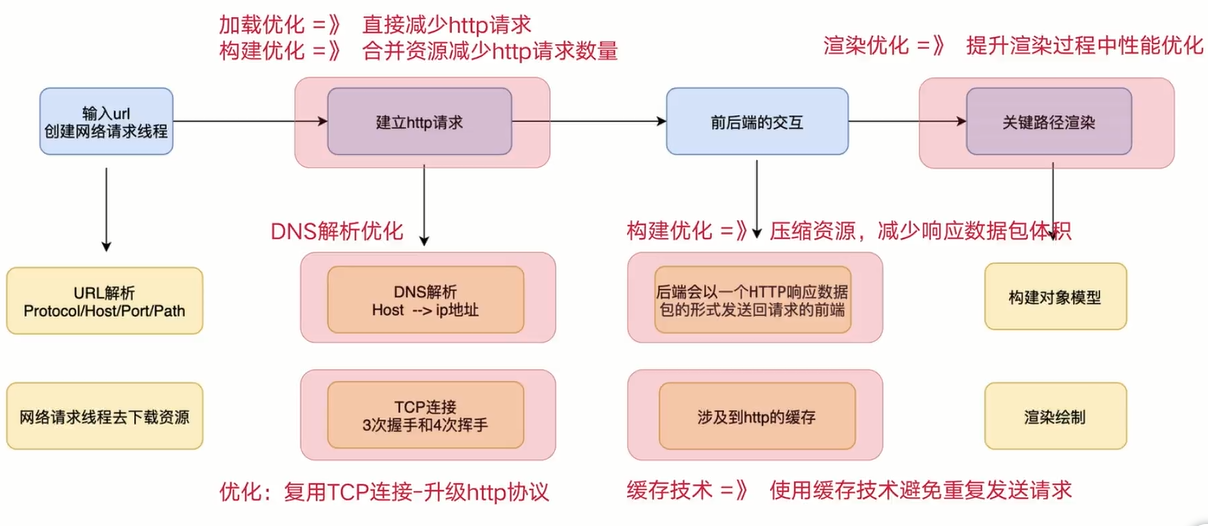 加载优化 =》 直接减少http请求
构建优化 =》 合并资源减少http请求数量
渲染优化 =》 提升渲染过程中性能优化
输入url
创建网络请求线程
建立http请求
前后端的交互
关键路径渲染
DNS解析优化
构建优化 =》 压缩资源，减少响应数据包体积
URL解析
Protocol/Host/Port/Path
DNS解析
Host --> ip地址
后端会以一个HTTP响应数据
包的形式发送回请求的前端
构建对象模型
网络请求线程去下载资源
TCP连接
3次握手和4次挥手
涉及到http的缓存
渲染绘制
优化：复用TCP连接-升级http协议
缓存技术 =》 使用缓存技术避免重复发送请求